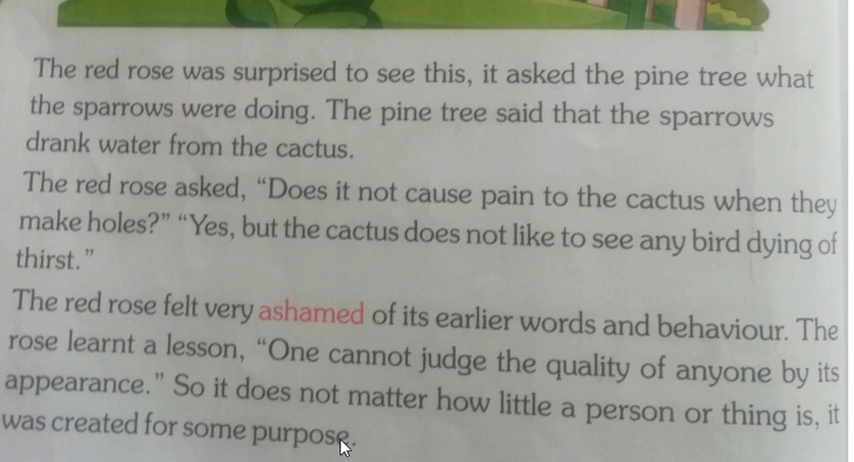 The red rose was surprised to see this, it asked the pine tree what
the sparrows were doing. The pine tree said that the sparrows
drank water from the cactus.
The red rose asked, “Does it not cause pain to the cactus when they
make holes?” “Yes, but the cactus does not like to see any bird dying of
thirst.”
The red rose felt very ashamed of its earlier words and behaviour. The
rose learnt a lesson, “One cannot judge the quality of anyone by its
appearance.” So it does not matter how little a person or thing is, it
was created for some purpose.